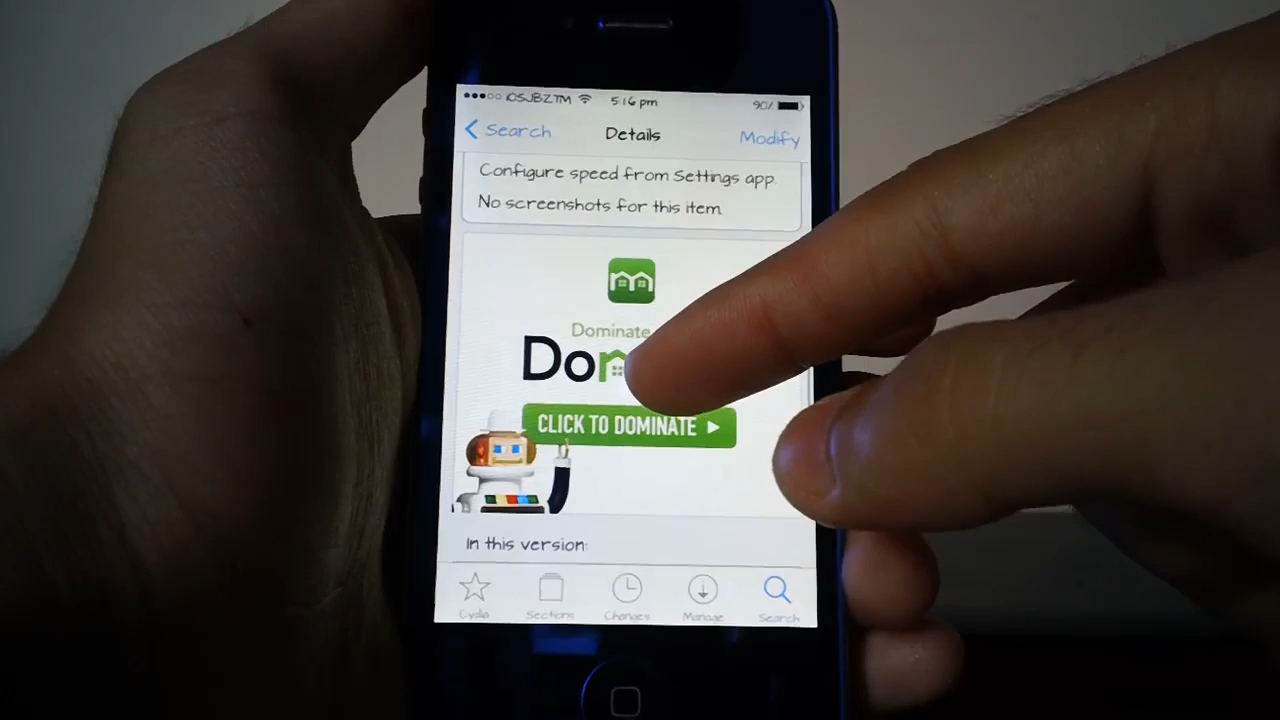 iOSJBZTM 5:16 pm 90%
Search Details Modify
Configure speed from Settings app.
No screenshots for this item.
Dominate
CLICK TO DOMINATE
In this version:
Cydia Sections Changes Manage Search